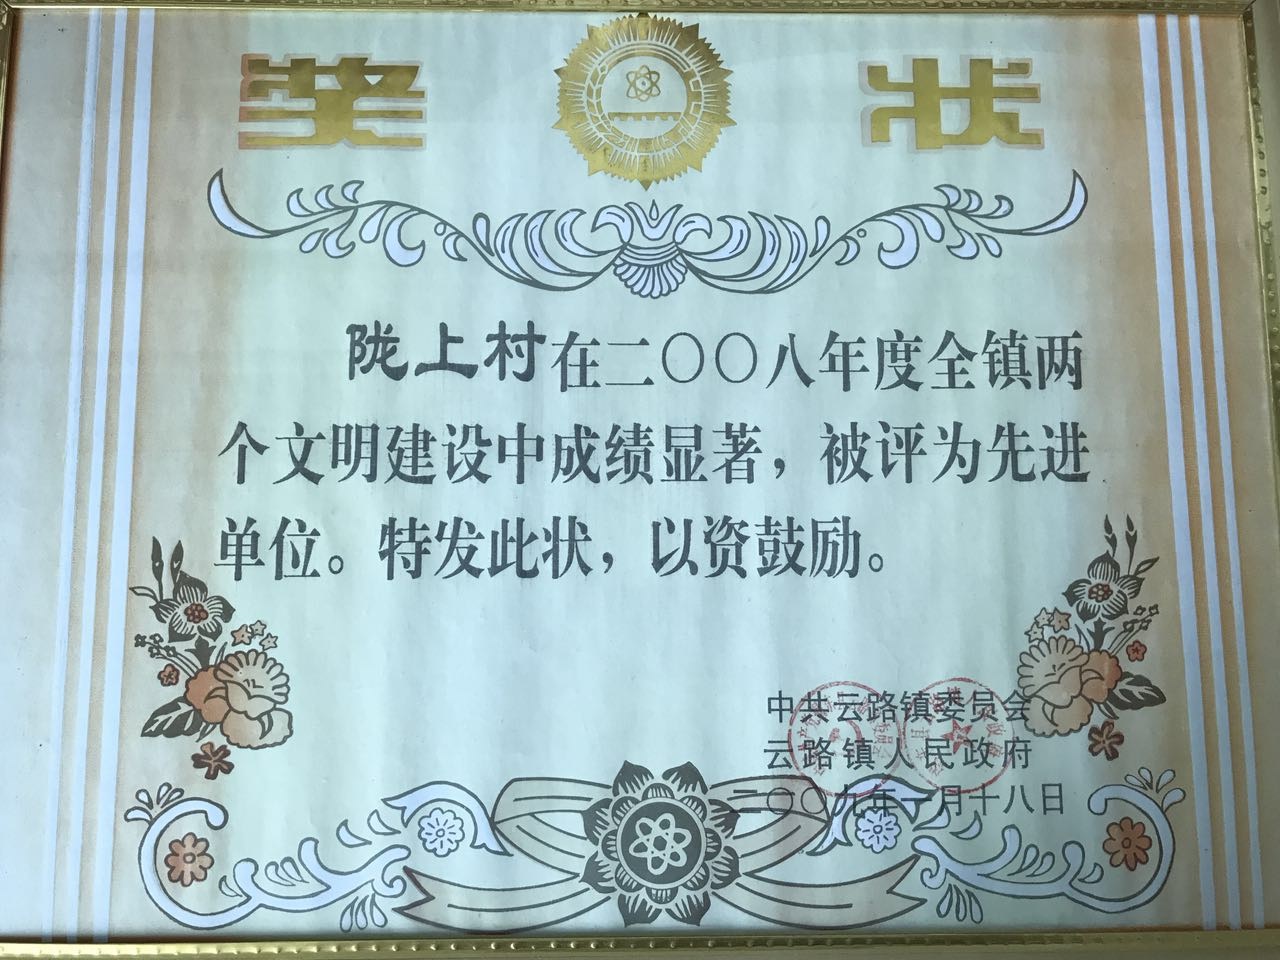 奖状
陇上村在二〇〇八年度全镇两
个文明建设中成绩显著，被评为先进
单位。特发此状，以资鼓励。
中共云路镇委员会
云路镇人民政府
二〇〇九年一月十八日